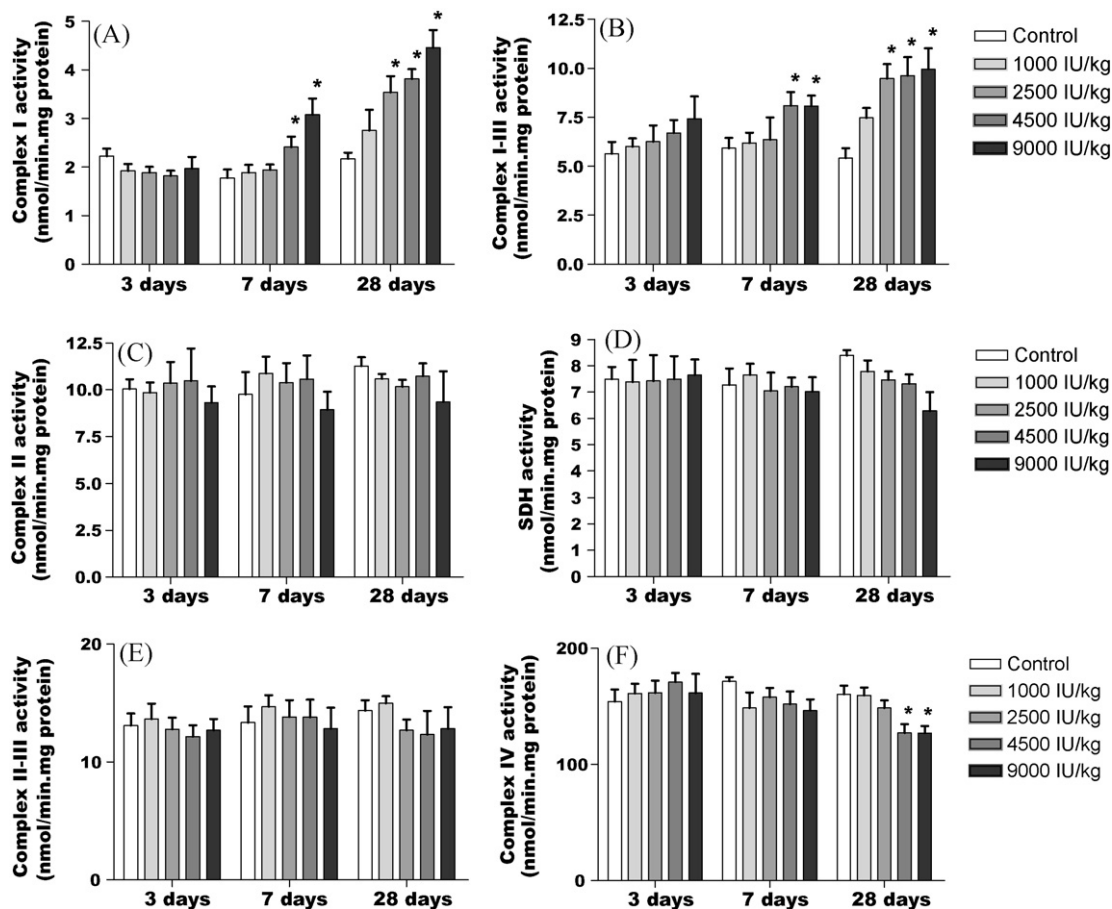 (A)
Complex I activity
(nmol/min.mg protein)
5
4
3
2
1
0
* * * * *
3 days 7 days 28 days
(B)
Complex I-III activity
(nmol/min.mg protein)
12.5
10.0
7.5
5.0
2.5
0.0
* * * * *
3 days 7 days 28 days
Control
1000 IU/kg
2500 IU/kg
4500 IU/kg
9000 IU/kg
(C)
Complex II activity
(nmol/min.mg protein)
12.5
10.0
7.5
5.0
2.5
0.0
3 days 7 days 28 days
(D)
SDH activity
(nmol/min.mg protein)
9
8
7
6
5
4
3
2
1
0
3 days 7 days 28 days
Control
1000 IU/kg
2500 IU/kg
4500 IU/kg
9000 IU/kg
(E)
Complex II-III activity
(nmol/min.mg protein)
20
10
0
3 days 7 days 28 days
(F)
Complex IV activity
(nmol/min.mg protein)
200
100
0
* *
3 days 7 days 28 days
Control
1000 IU/kg
2500 IU/kg
4500 IU/kg
9000 IU/kg